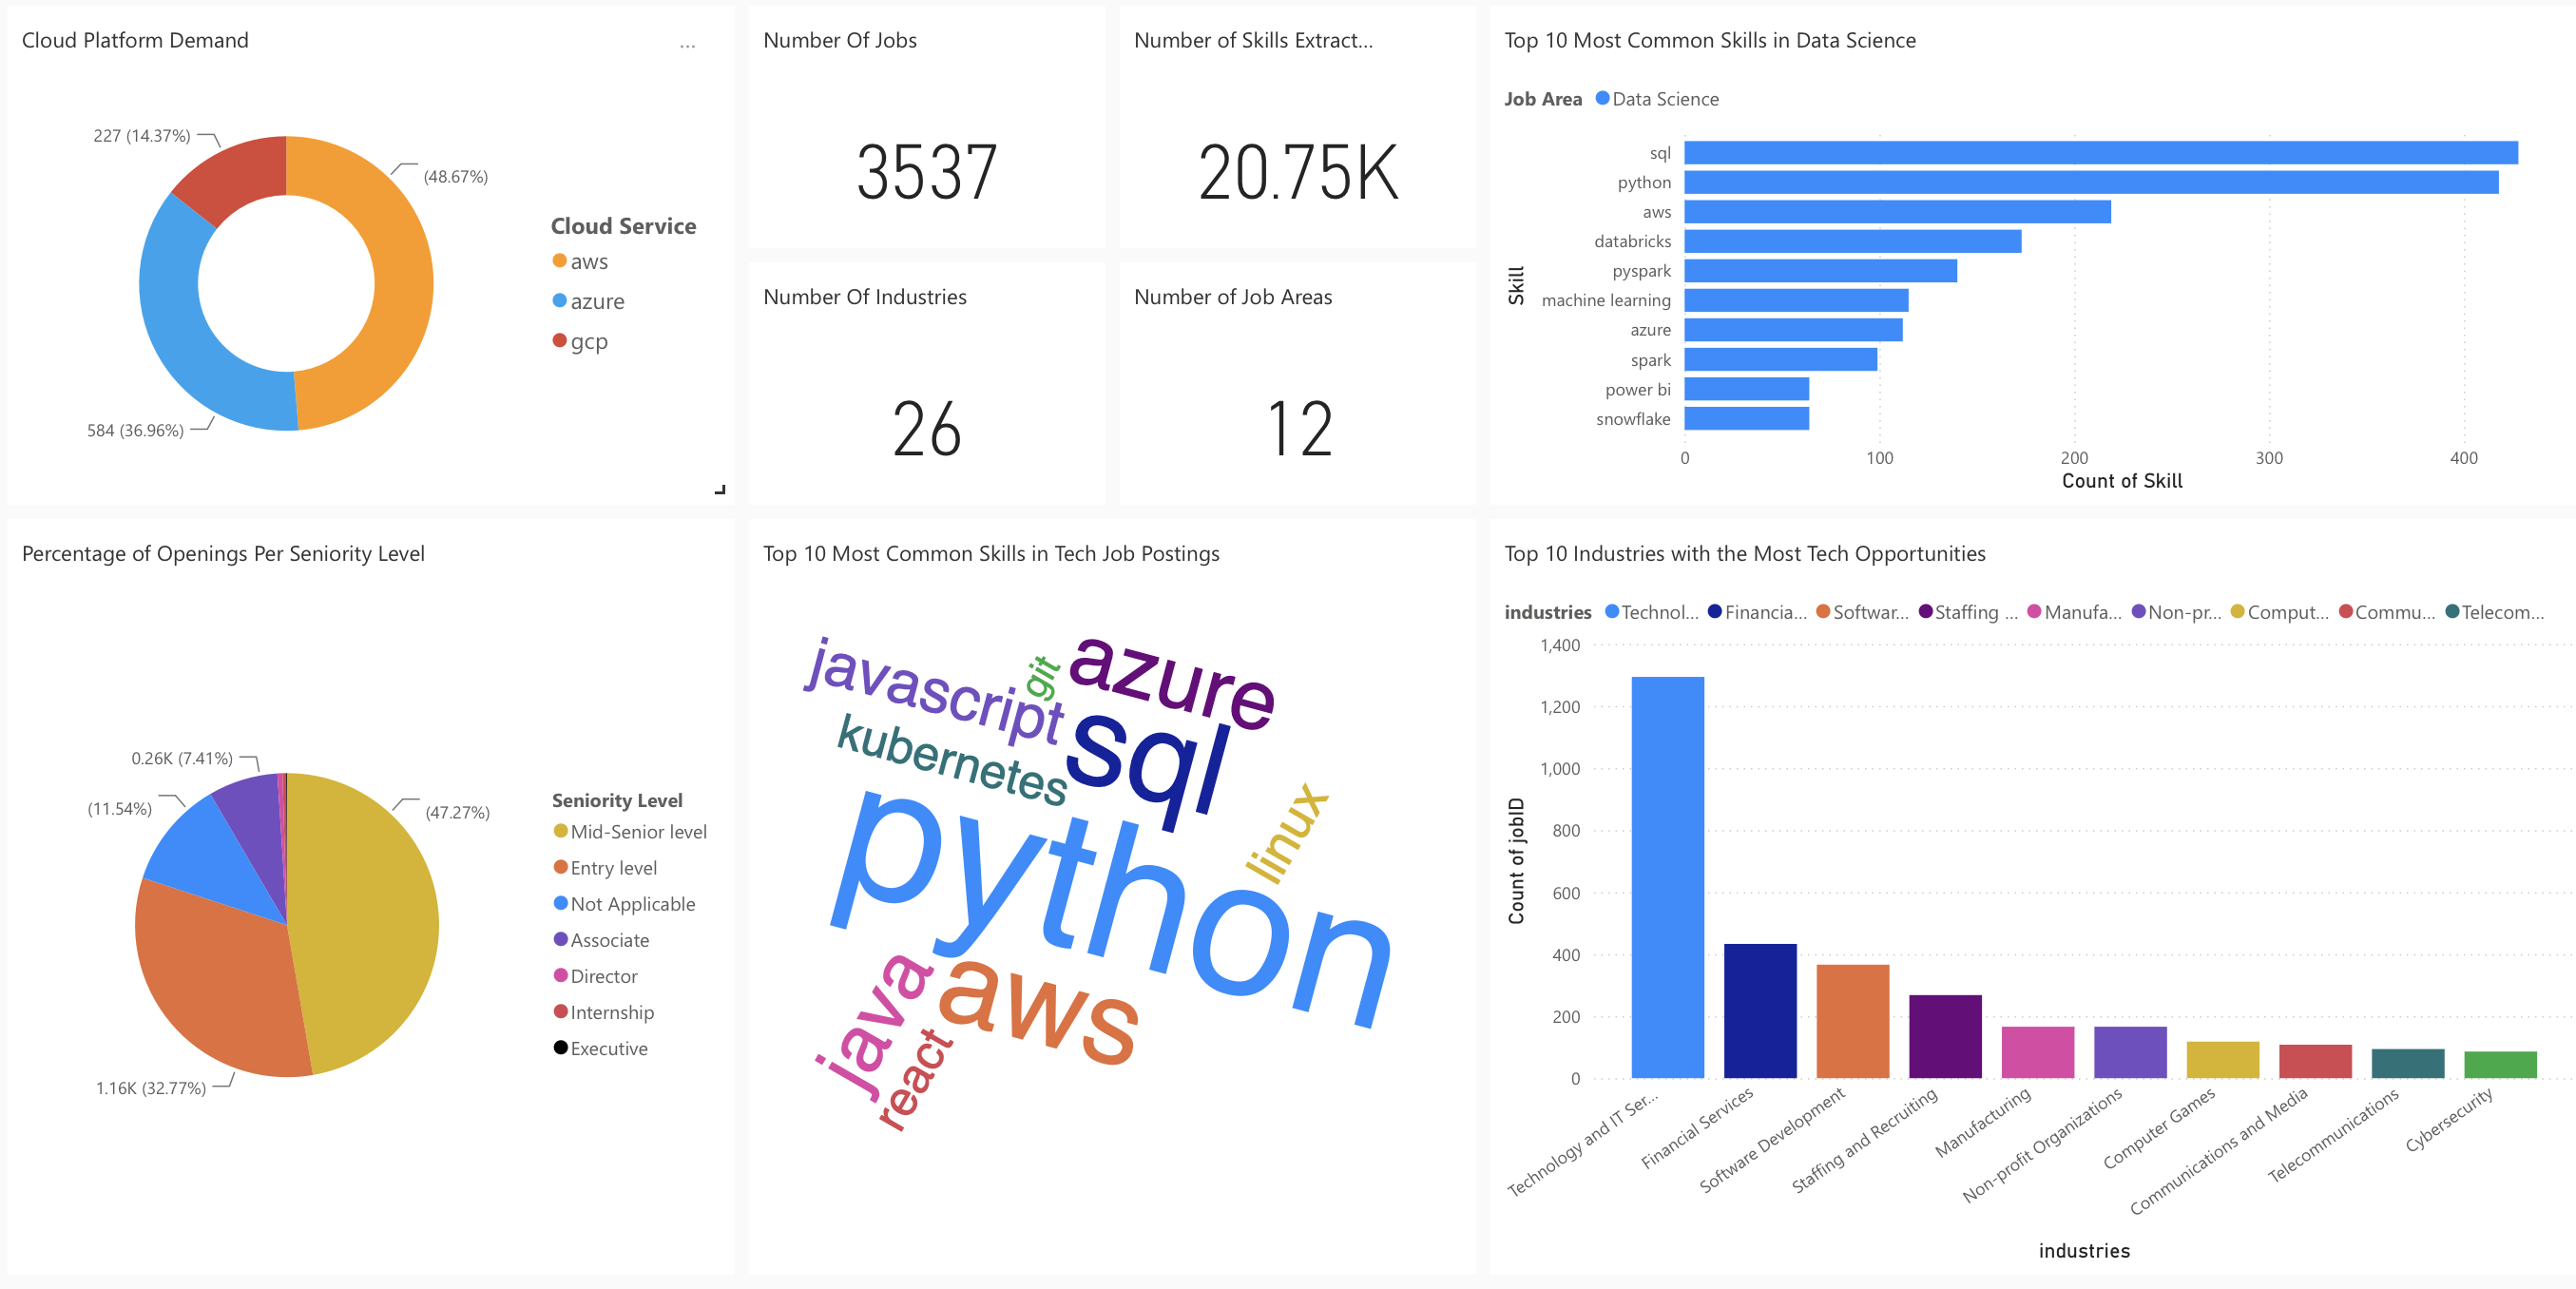 Cloud Platform Demand
...
227 (14.37%)
(48.67%)
584 (36.96%)
Cloud Service
aws
azure
gcp
Number Of Jobs
3537
Number of Skills Extract...
20.75K
Number Of Industries
26
Number of Job Areas
12
Top 10 Most Common Skills in Data Science
Job Area Data Science
Skill
sql
python
aws
databricks
pyspark
machine learning
azure
spark
power bi
snowflake
0 100 200 300 400
Count of Skill
Percentage of Openings Per Seniority Level
0.26K (7.41%)
(11.54%)
(47.27%)
1.16K (32.77%)
Seniority Level
Mid-Senior level
Entry level
Not Applicable
Associate
Director
Internship
Executive
Top 10 Most Common Skills in Tech Job Postings
javascript
git
azure
kubernetes
sql
linux
python
java
aws
react
Top 10 Industries with the Most Tech Opportunities
industries Technol... Financia... Softwar... Staffing ... Manufa... Non-pr... Comput... Commu... Telecom...
Count of jobID
1,400
1,200
1,000
800
600
400
200
0
Technology and IT Ser...
Financial Services
Software Development
Staffing and Recruiting
Manufacturing
Non-profit Organizations
Computer Games
Communications and Media
Telecommunications
Cybersecurity
industries